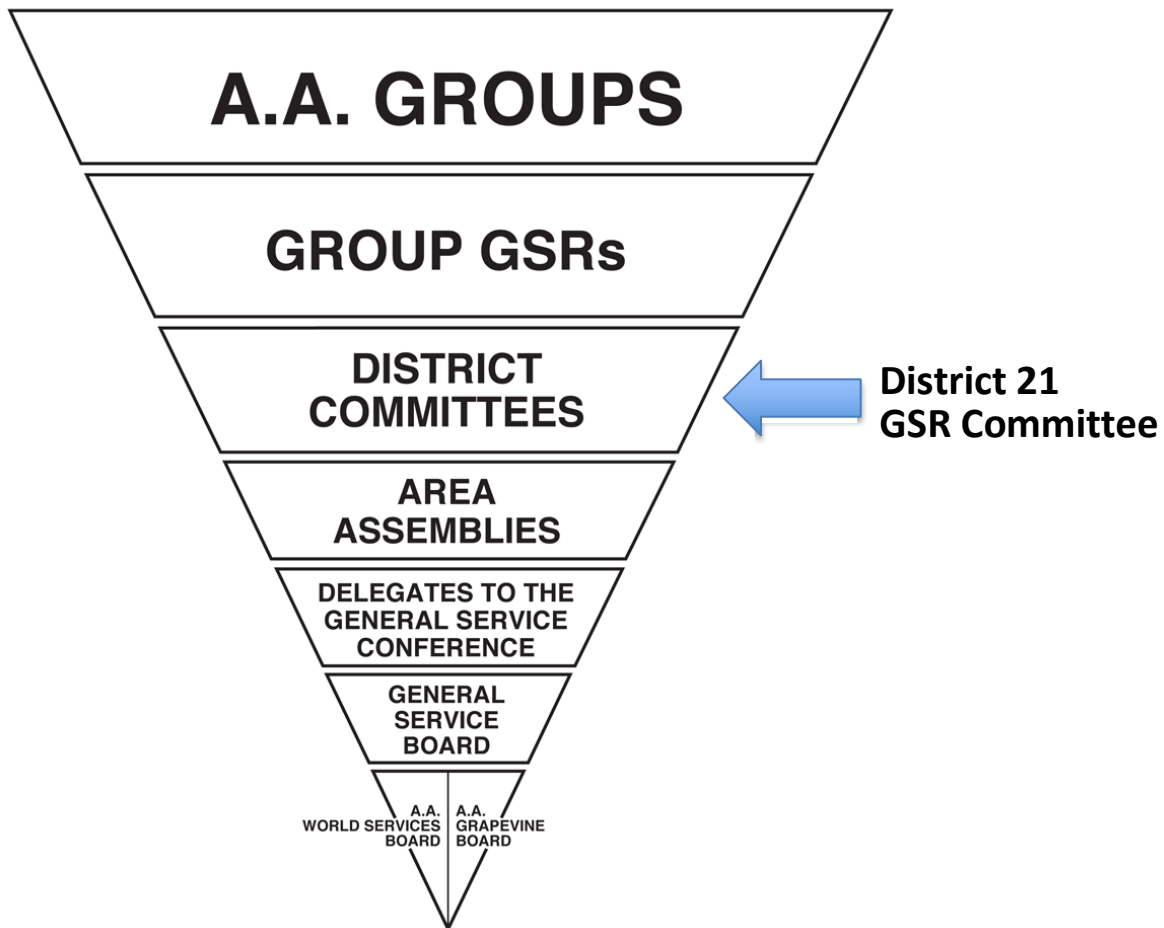 A.A. GROUPS
GROUP GSRs
DISTRICT
COMMITTEES
District 21
GSR Committee
AREA
ASSEMBLIES
DELEGATES TO THE
GENERAL SERVICE
CONFERENCE
GENERAL
SERVICE
BOARD
A.A.
WORLD SERVICES
BOARD
A.A.
GRAPEVINE
BOARD